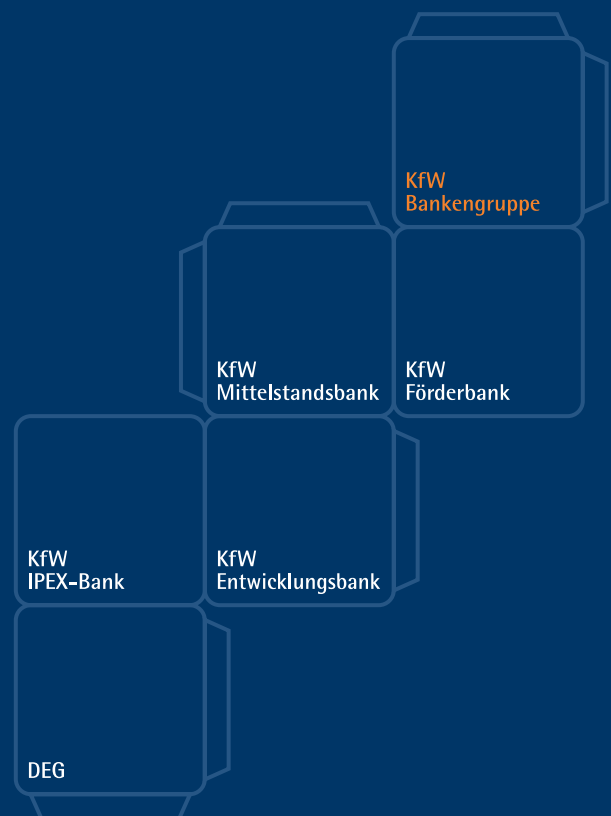 KfW
Bankengruppe
KfW
Mittelstandsbank
KfW
Förderbank
KfW
IPEX-Bank
KfW
Entwicklungsbank
DEG